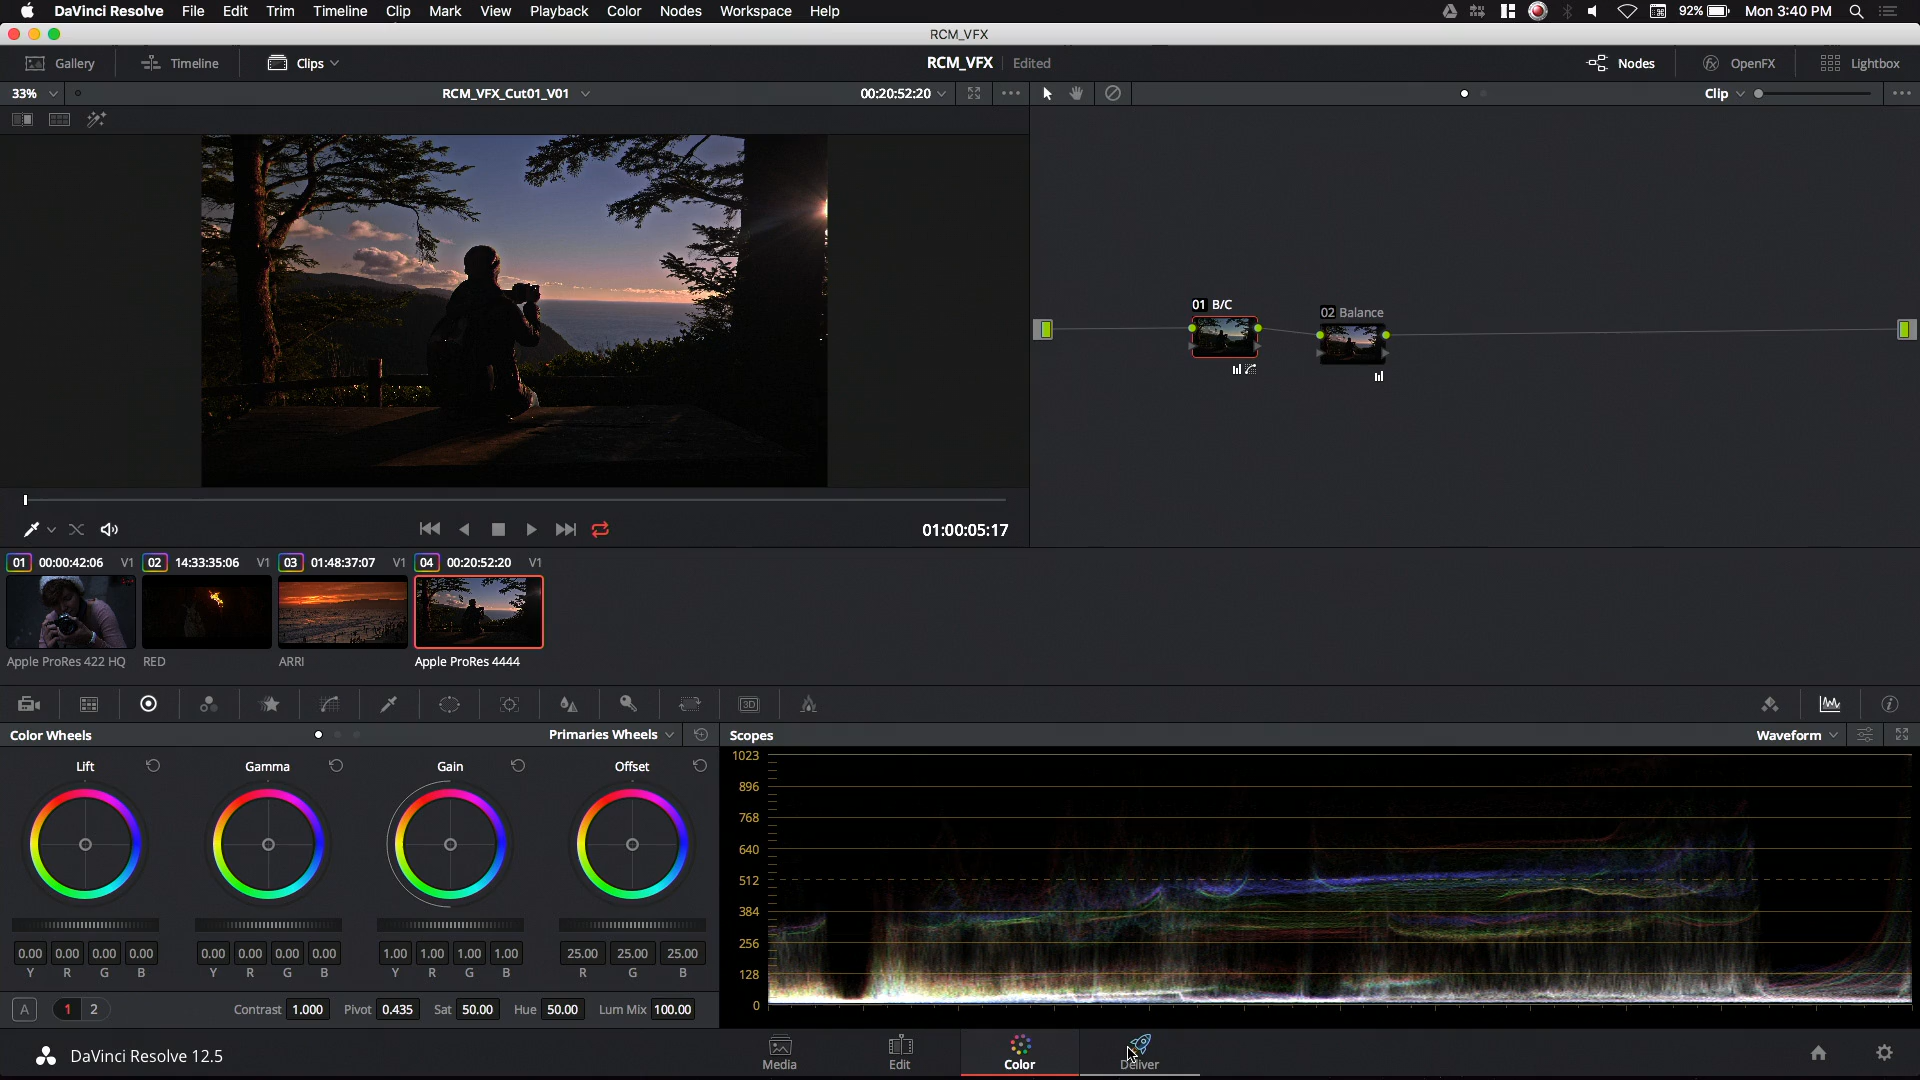 DaVinci Resolve File Edit Trim Timeline Clip Mark View Playback Color Nodes Workspace Help 92% Mon 3:40 PM
RCM_VFX
Gallery Timeline Clips RCM_VFX Edited Nodes OpenFX Lightbox
33% RCM_VFX_Cut01_V01 00:20:52:20 Clip
01 B/C
02 Balance
01:00:05:17
01 00:00:42:06 V1 02 14:33:35:06 V1 03 01:48:37:07 V1 04 00:20:52:20 V1
Apple ProRes 422 HQ RED ARRI Apple ProRes 4444
3D
Color Wheels Primaries Wheels Scopes Waveform
Lift Gamma Gain Offset
1023
896
768
640
512
384
256
128
0
0.00 0.00 0.00 0.00 0.00 0.00 0.00 0.00 1.00 1.00 1.00 1.00 25.00 25.00 25.00
Y R G B Y R G B Y R G B R G B
A 1 2 Contrast 1.000 Pivot 0.435 Sat 50.00 Hue 50.00 Lum Mix 100.00
DaVinci Resolve 12.5 Media Edit Color Deliver